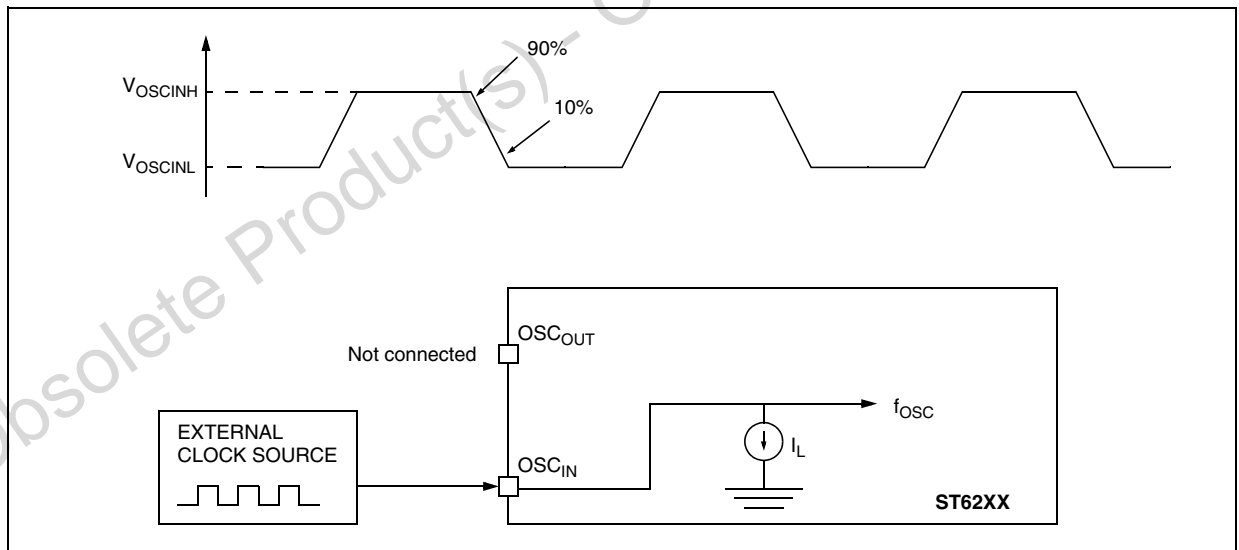 90%
V_OSCINH
10%
V_OSCINL
OSC_OUT
Not connected
f_OSC
EXTERNAL
CLOCK SOURCE
I_L
OSC_IN
ST62XX
obsolete Product(s) -